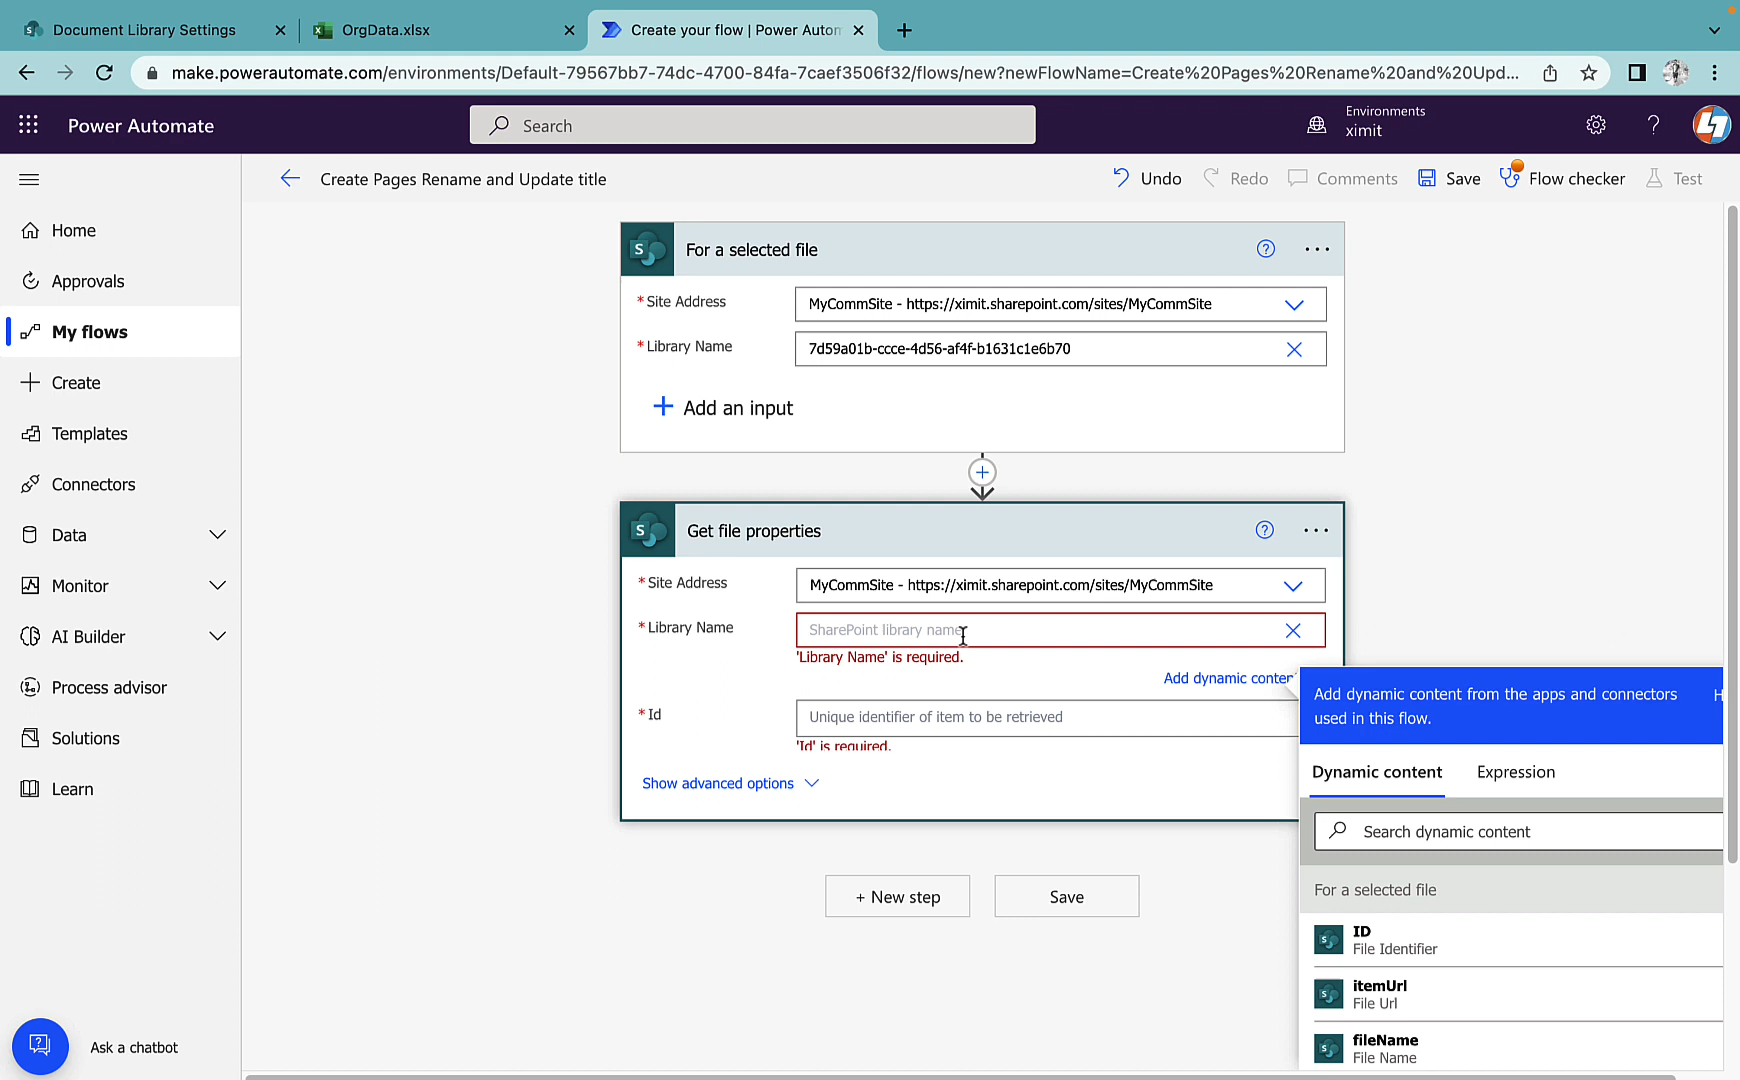 Document Library Settings
OrgData.xlsx
Create your flow | Power Autom
make.powerautomate.com/environments/Default-79567bb7-74dc-4700-84fa-7caef3506f32/flows/new?newFlowName=Create%20Pages%20Rename%20and%20Upd...
Power Automate
Search
Environments
ximit
Create Pages Rename and Update title
Undo
Redo
Comments
Save
Flow checker
Test
Home
Approvals
My flows
Create
Templates
Connectors
Data
Monitor
AI Builder
Process advisor
Solutions
Learn
Ask a chatbot
For a selected file
* Site Address
MyCommSite - https://ximit.sharepoint.com/sites/MyCommSite
* Library Name
7d59a01b-ccce-4d56-af4f-b1631c1e6b70
+ Add an input
Get file properties
* Site Address
MyCommSite - https://ximit.sharepoint.com/sites/MyCommSite
* Library Name
SharePoint library name
'Library Name' is required.
Add dynamic conten
* Id
Unique identifier of item to be retrieved
'Id' is required.
Show advanced options
+ New step
Save
Add dynamic content from the apps and connectors
used in this flow.
H
Dynamic content
Expression
Search dynamic content
For a selected file
ID
File Identifier
itemUrl
File Url
fileName
File Name